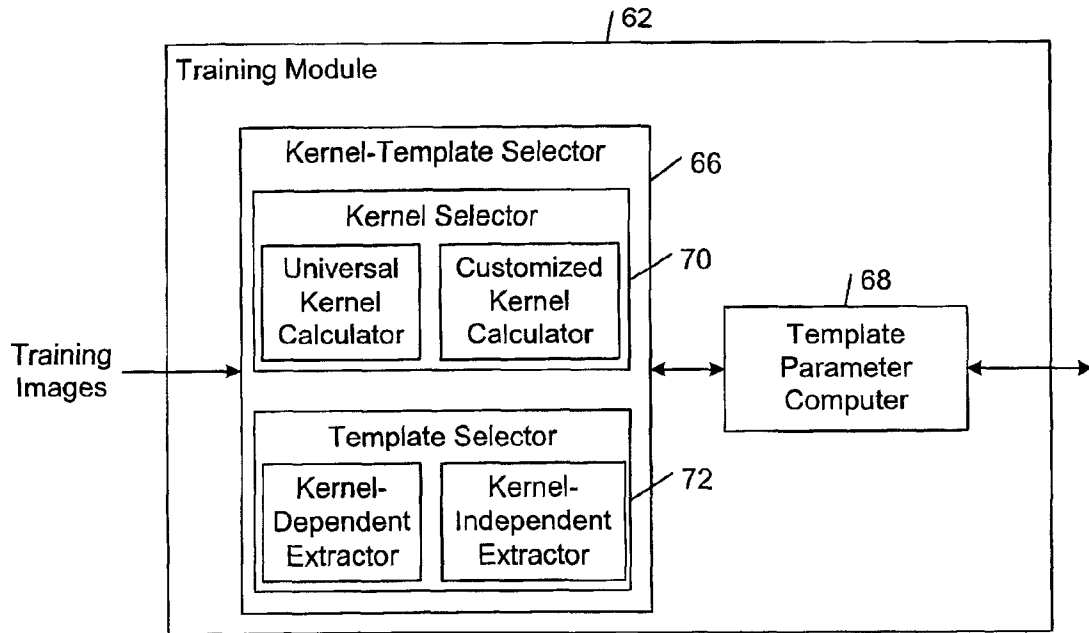 62
Training Module
Kernel-Template Selector
66
Kernel Selector
Universal
Kernel
Calculator
Customized
Kernel
Calculator
70
68
Template
Parameter
Computer
Training
Images
Template Selector
Kernel-
Dependent
Extractor
Kernel-
Independent
Extractor
72